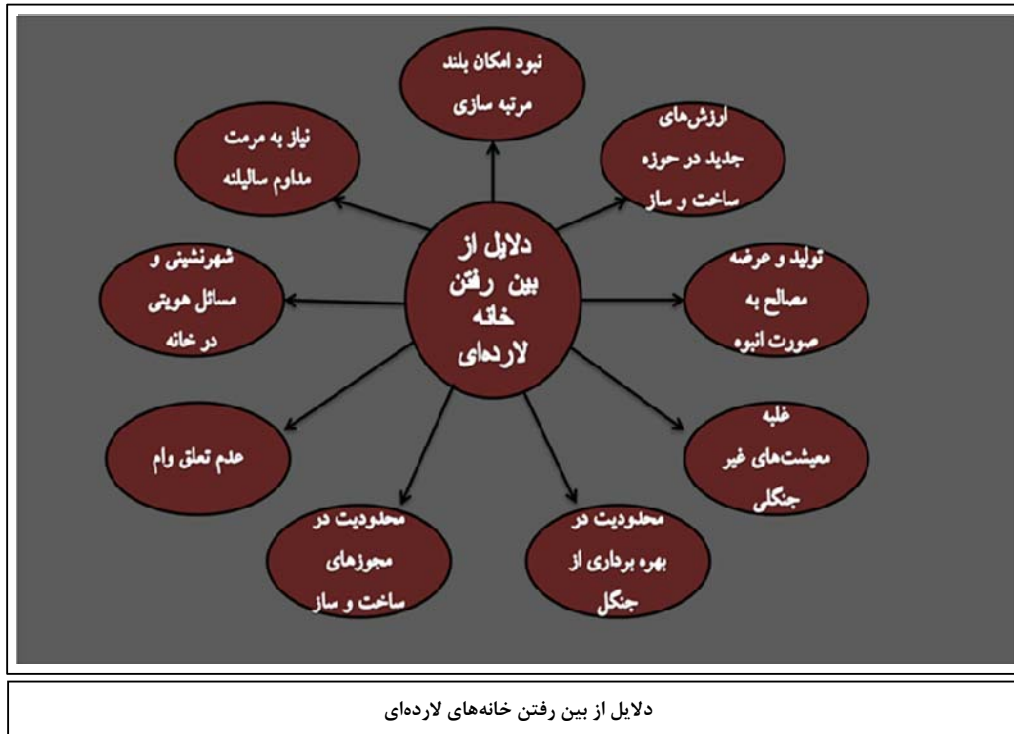 نبود امکان بلند
مرتبه سازی
ارزش‌های
جدید در حوزه
ساخت و ساز
نیاز به مرمت
مداوم سالیلنه
دلایل از
بین رفتن
خانه
لارده‌ای
تولید و عرضه
مصالح به
صورت انبوه
شهرنشینی و
مسائل هویتی
در خانه
غلبه
معیشت‌های غیر
جنگلی
عدم تعلق وام
محدودیت در
بهره برداری از
جنگل
محدودیت در
مجوزهای
ساخت و ساز
دلایل از بین رفتن خانه‌های لارده‌ای